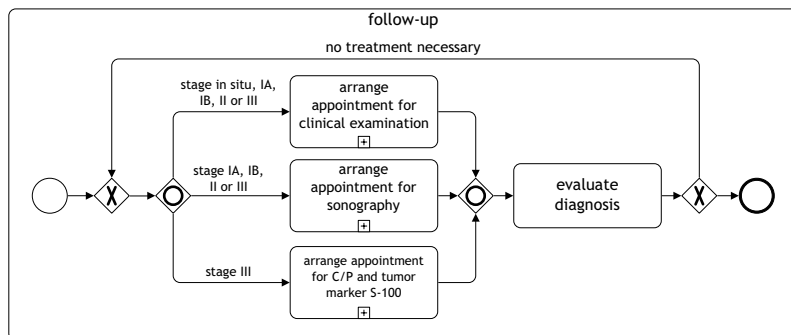 follow-up
no treatment necessary
stage in situ, IA,
IB, II or III
arrange
appointment for
clinical examination
stage IA, IB,
II or III
arrange
appointment for
sonography
evaluate
diagnosis
stage III
arrange appointment
for C/P and tumor
marker S-100